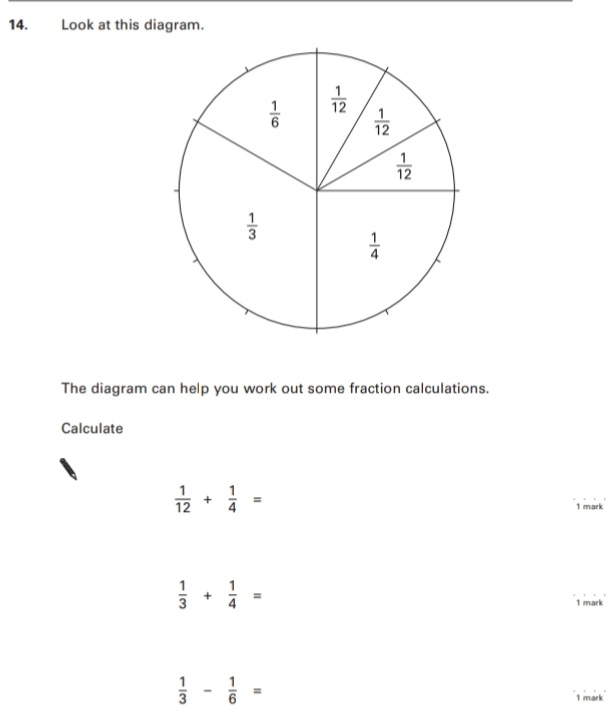 14. Look at this diagram.
1/6
1/12
1/12
1/12
1/3
1/4
The diagram can help you work out some fraction calculations.
Calculate
1/12 + 1/4 =
1 mark
1/3 + 1/4 =
1 mark
1/3 - 1/6 =
1 mark